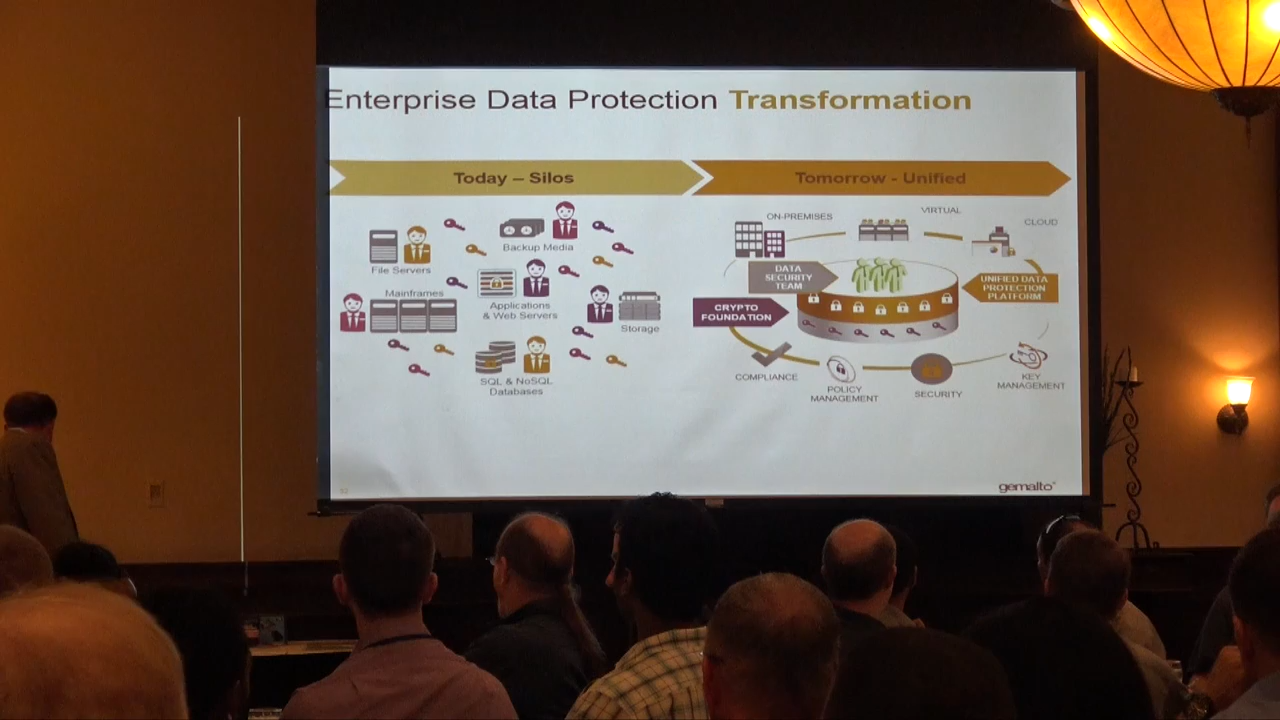 Enterprise Data Protection Transformation
Today – Silos
Tomorrow - Unified
Backup Media
File Servers
Mainframes
Applications
& Web Servers
Storage
SQL & NoSQL
Databases
ON-PREMISES
VIRTUAL
CLOUD
DATA
SECURITY
TEAM
UNIFIED DATA
PROTECTION
PLATFORM
CRYPTO
FOUNDATION
COMPLIANCE
POLICY
MANAGEMENT
SECURITY
KEY
MANAGEMENT
gemalto